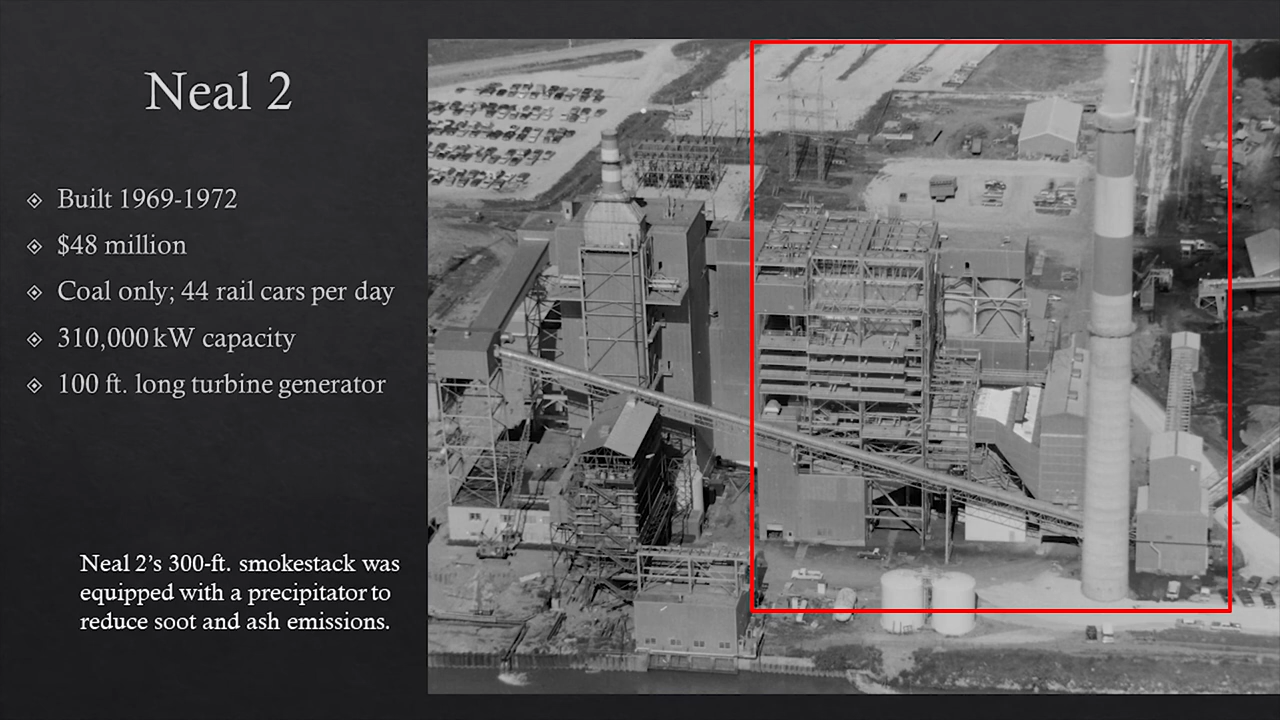 Neal 2
Built 1969-1972
$48 million
Coal only; 44 rail cars per day
310,000 kW capacity
100 ft. long turbine generator
Neal 2’s 300-ft. smokestack was
equipped with a precipitator to
reduce soot and ash emissions.